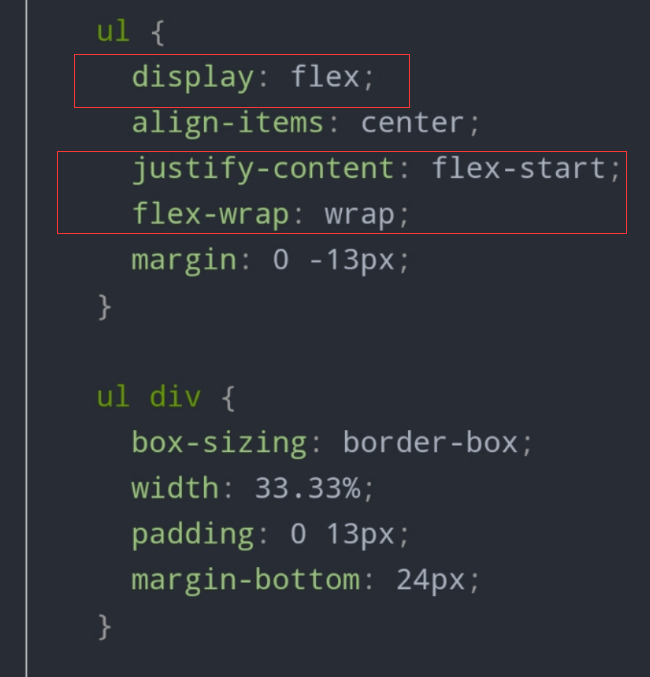 ul {
display: flex;
align-items: center;
justify-content: flex-start;
flex-wrap: wrap;
margin: 0 -13px;
}
ul div {
box-sizing: border-box;
width: 33.33%;
padding: 0 13px;
margin-bottom: 24px;
}